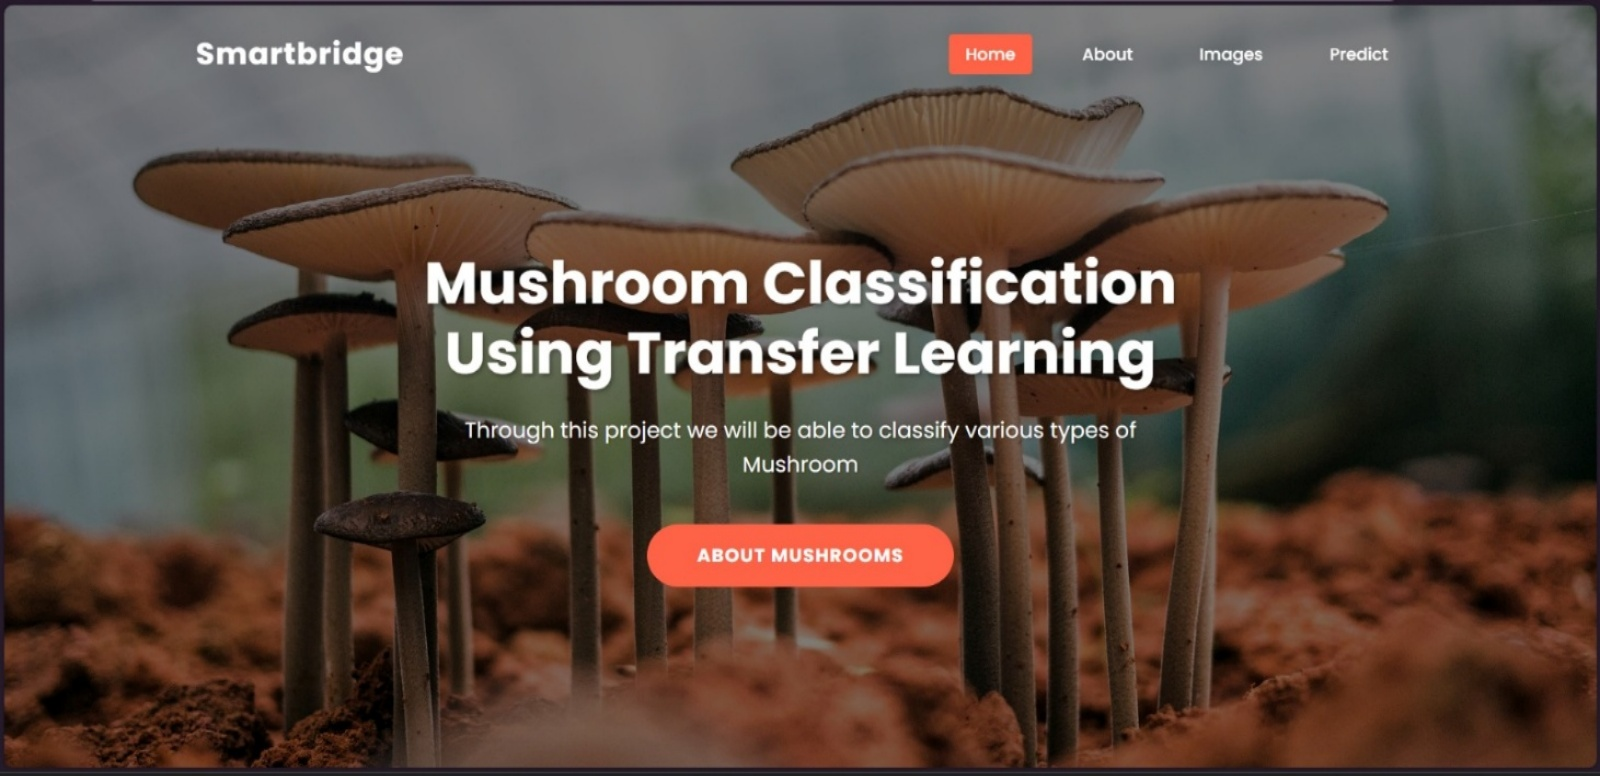 Smartbridge
Home
About
Images
Predict
Mushroom Classification
Using Transfer Learning
Through this project we will be able to classify various types of
Mushroom
ABOUT MUSHROOMS